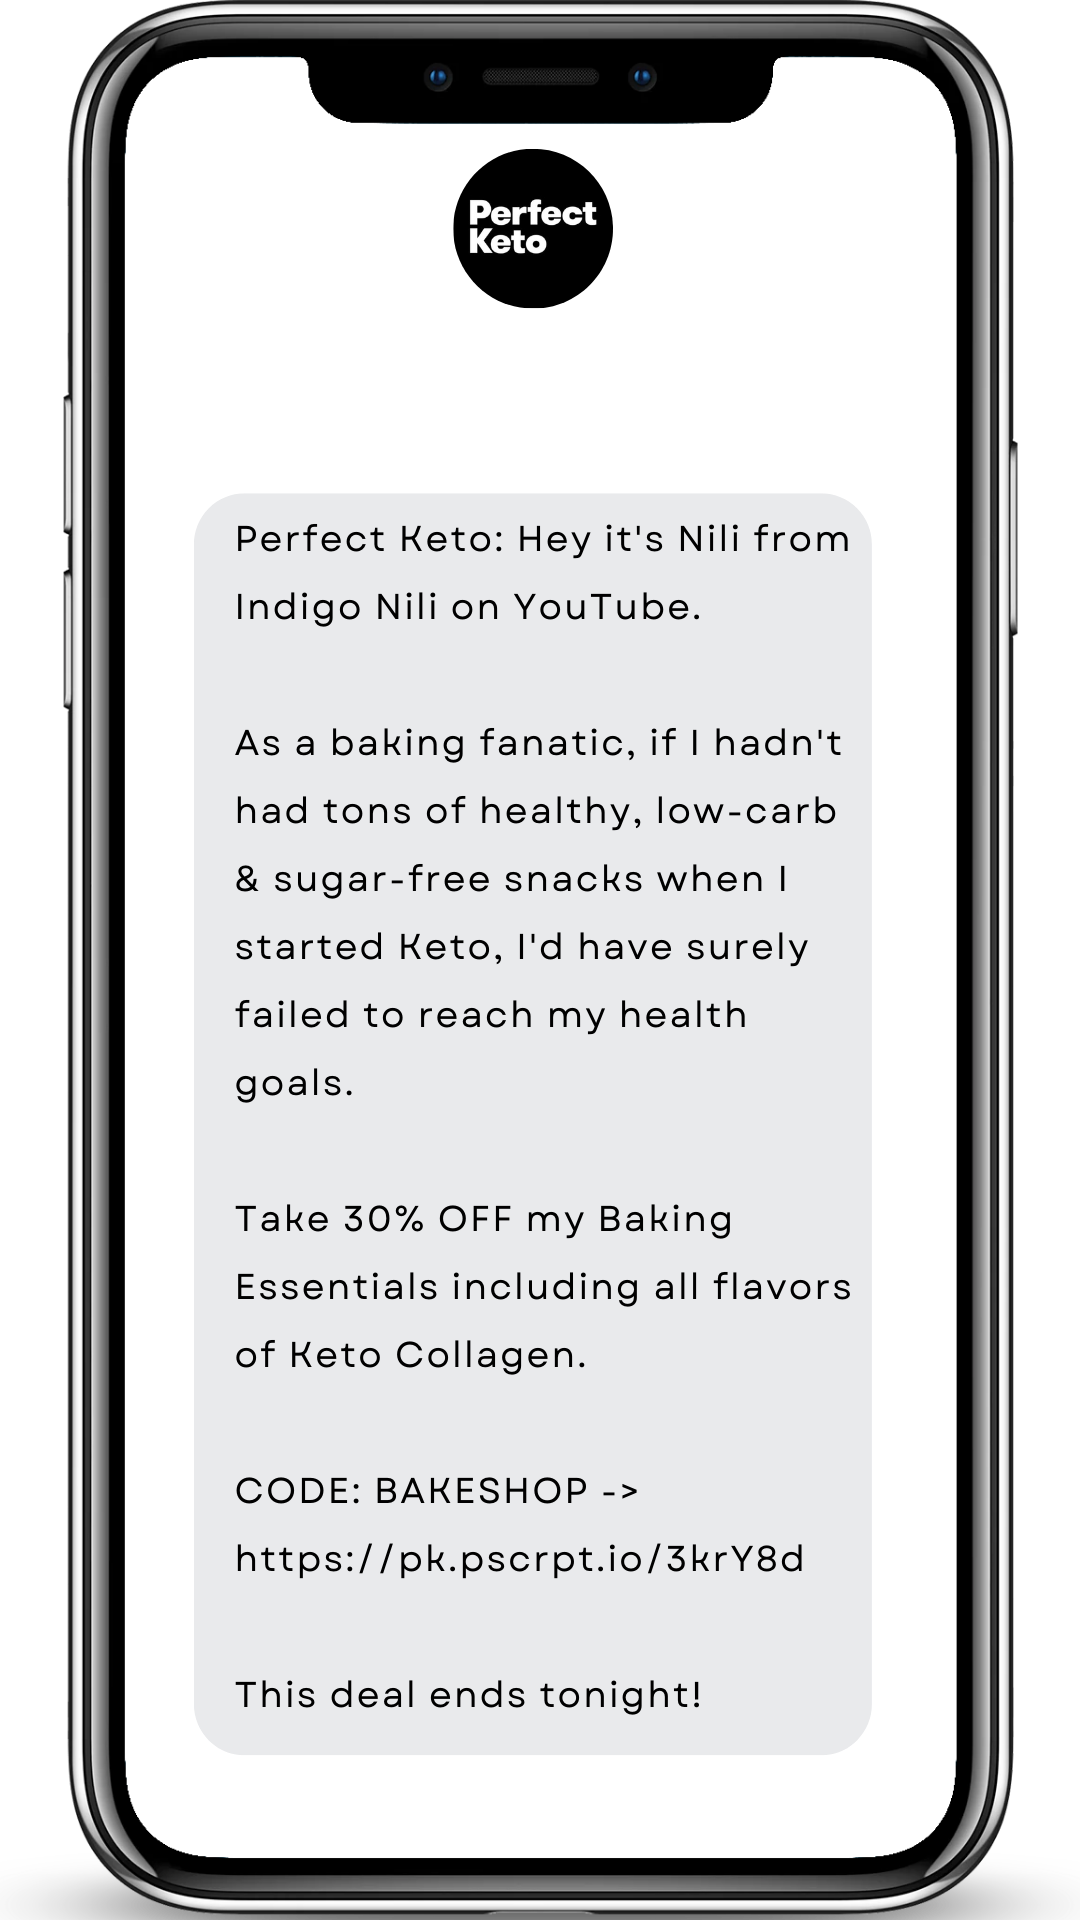 Perfect
Keto
Perfect Keto: Hey it's Nili from
Indigo Nili on YouTube.
As a baking fanatic, if I hadn't
had tons of healthy, low-carb
& sugar-free snacks when I
started Keto, I'd have surely
failed to reach my health
goals.
Take 30% OFF my Baking
Essentials including all flavors
of Keto Collagen.
CODE: BAKESHOP ->
https://pk.pscrpt.io/3krY8d
This deal ends tonight!